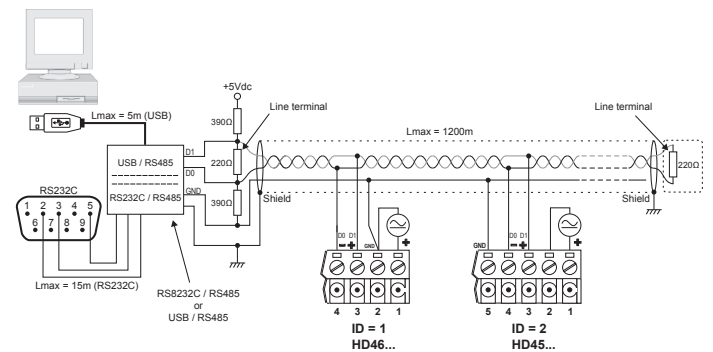 +5Vdc
Line terminal
Line terminal
Lmax = 5m (USB)
390Ω
Lmax = 1200m
D1
USB / RS485
220Ω
220Ω
D0
RS232C
GND
RS232C / RS485
390Ω
Shield
Shield
1 2 3 4 5
6 7 8 9
D0 D1
GND
GND
D0 D1
Lmax = 15m (RS232C)
RS8232C / RS485
or
USB / RS485
4 3 2 1
5 4 3 2 1
ID = 1
HD46...
ID = 2
HD45...